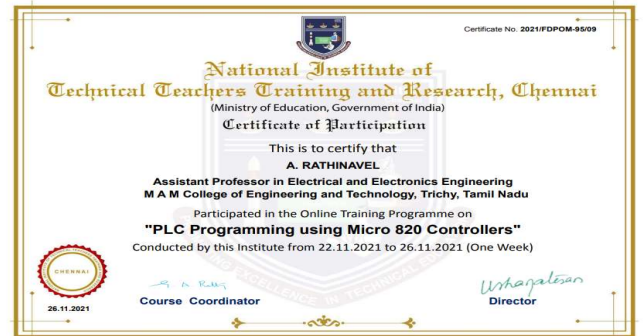 Certificate No. 2021/FDPOM-95/09
National Institute of
Technical Teachers Training and Research, Chennai
(Ministry of Education, Government of India)
Certificate of Participation
This is to certify that
A. RATHINAVEL
Assistant Professor in Electrical and Electronics Engineering
M A M College of Engineering and Technology, Trichy, Tamil Nadu
Participated in the Online Training Programme on
"PLC Programming using Micro 820 Controllers"
Conducted by this Institute from 22.11.2021 to 26.11.2021 (One Week)
CHENNAI
26.11.2021
Course Coordinator
Director